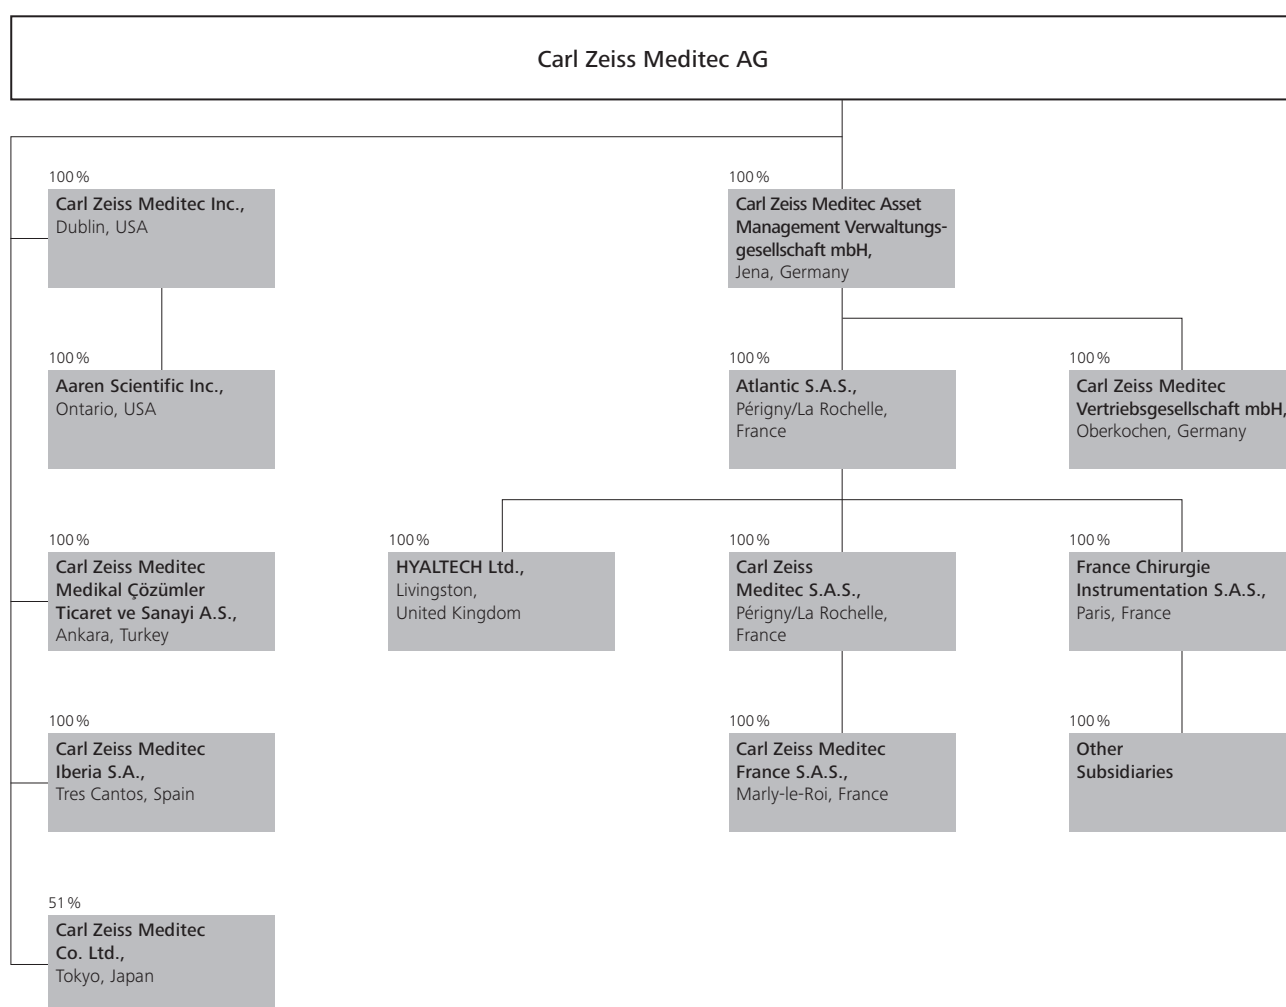 Carl Zeiss Meditec AG
100 %
Carl Zeiss Meditec Inc.,
Dublin, USA
100 %
Carl Zeiss Meditec Asset
Management Verwaltungs-
gesellschaft mbH,
Jena, Germany
100 %
Aaren Scientific Inc.,
Ontario, USA
100 %
Atlantic S.A.S.,
Périgny/La Rochelle,
France
100 %
Carl Zeiss Meditec
Vertriebsgesellschaft mbH,
Oberkochen, Germany
100 %
Carl Zeiss Meditec
Medikal Çözümler
Ticaret ve Sanayi A.S.,
Ankara, Turkey
100 %
HYALTECH Ltd.,
Livingston,
United Kingdom
100 %
Carl Zeiss
Meditec S.A.S.,
Périgny/La Rochelle,
France
100 %
France Chirurgie
Instrumentation S.A.S.,
Paris, France
100 %
Carl Zeiss Meditec
Iberia S.A.,
Tres Cantos, Spain
100 %
Carl Zeiss Meditec
France S.A.S.,
Marly-le-Roi, France
100 %
Other
Subsidiaries
51 %
Carl Zeiss Meditec
Co. Ltd.,
Tokyo, Japan